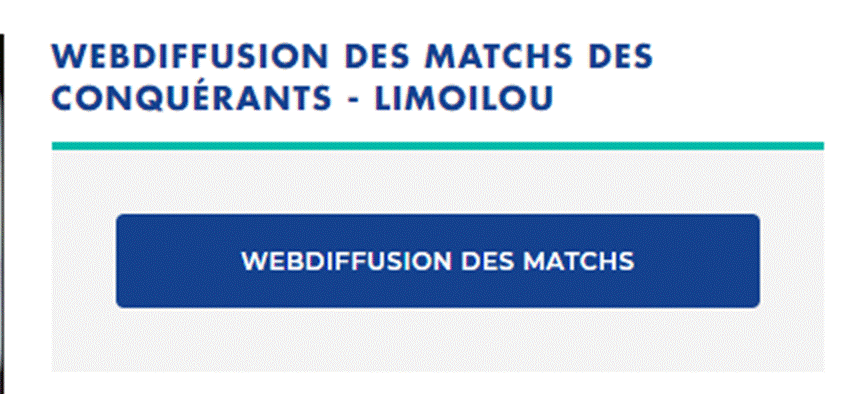 WEBDIFFUSION DES MATCHS DES
CONQUÉRANTS - LIMOILOU
WEBDIFFUSION DES MATCHS